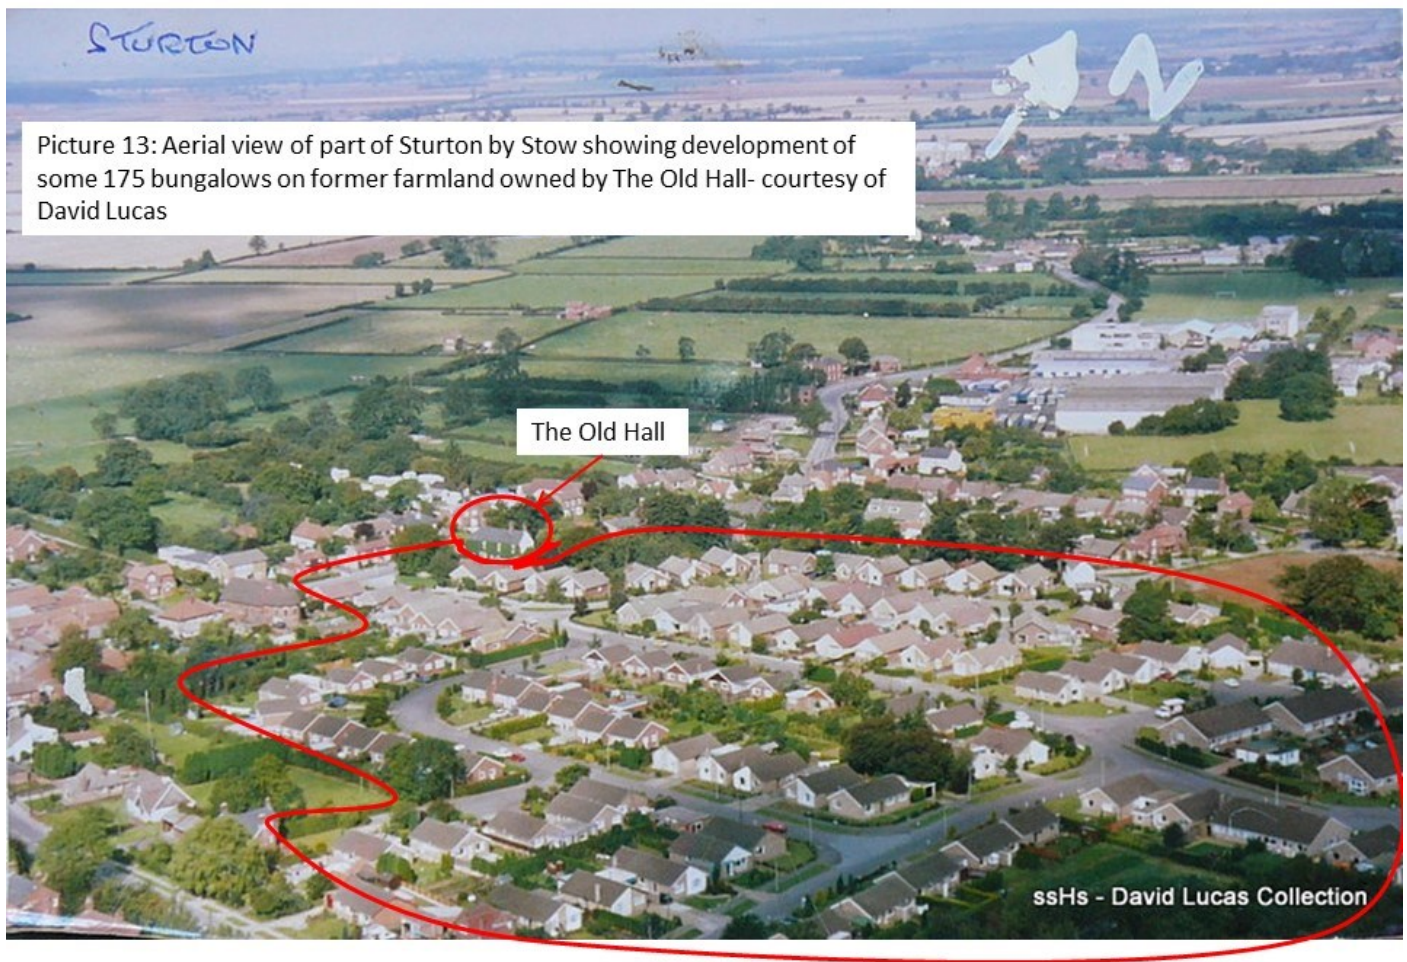 STURTON
Picture 13: Aerial view of part of Sturton by Stow showing development of
some 175 bungalows on former farmland owned by The Old Hall- courtesy of
David Lucas
The Old Hall
ssHs - David Lucas Collection